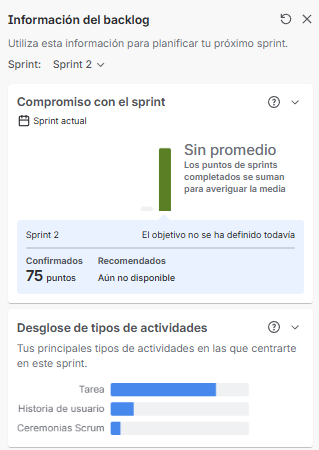 Información del backlog
Utiliza esta información para planificar tu próximo sprint.
Sprint: Sprint 2
Compromiso con el sprint
Sprint actual
Sin promedio
Los puntos de sprints
completados se suman
para averiguar la media
Sprint 2 El objetivo no se ha definido todavía
Confirmados Recomendados
75 puntos Aún no disponible
Desglose de tipos de actividades
Tus principales tipos de actividades en las que centrarte
en este sprint.
Tarea
Historia de usuario
Ceremonias Scrum